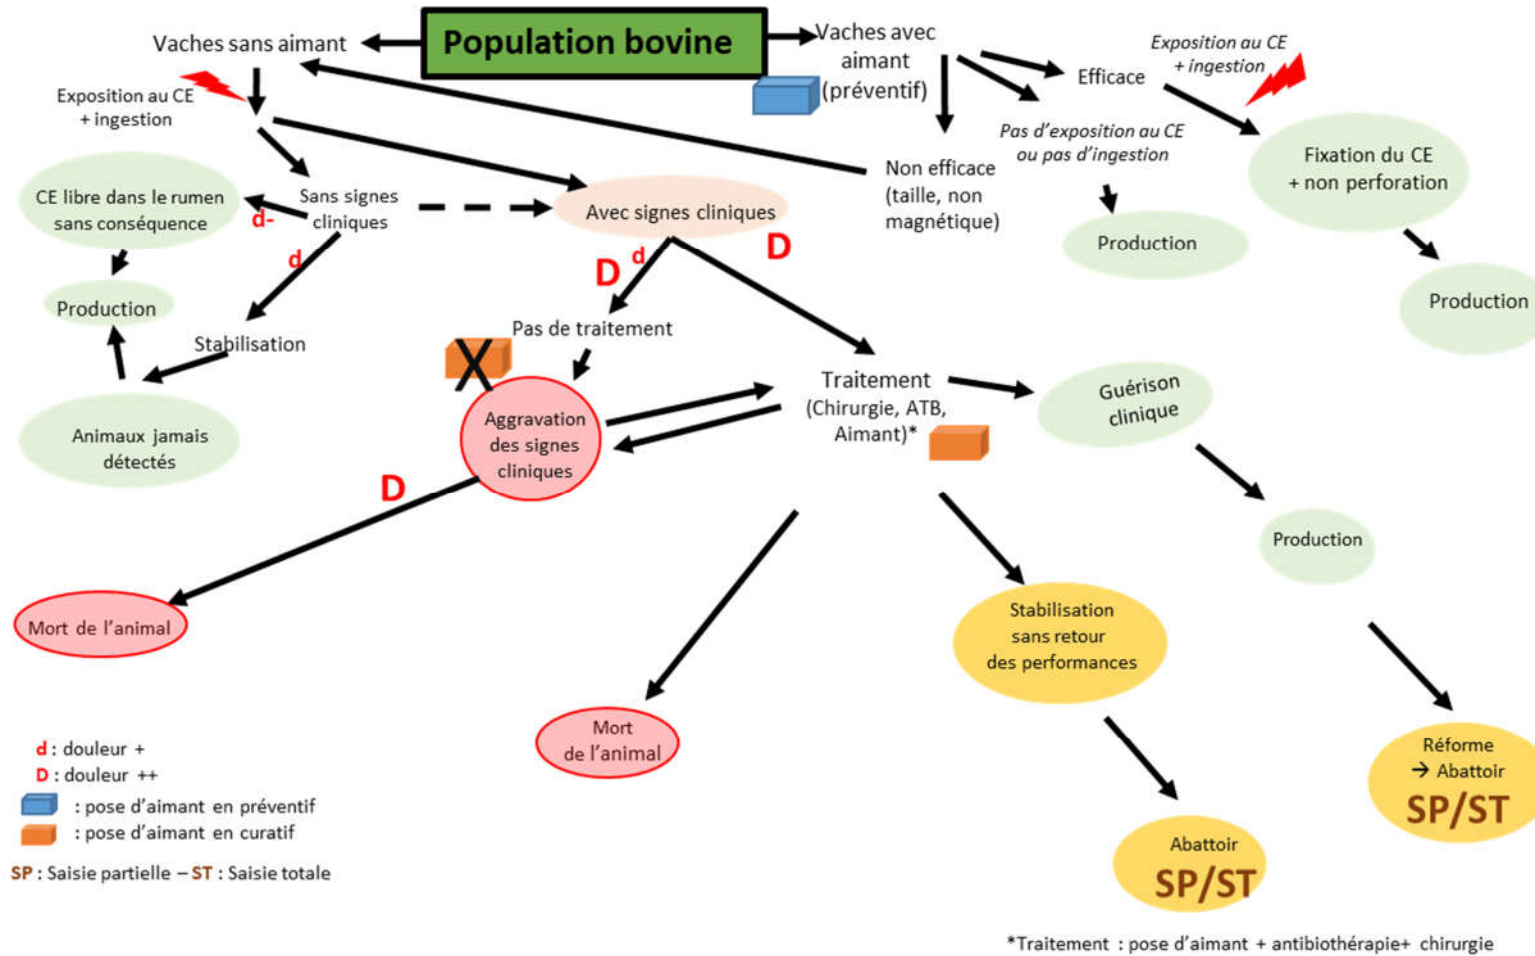 Population bovine
Vaches sans aimant
Vaches avec
aimant
(préventif)
Exposition au CE
+ ingestion
Efficace
Exposition au CE
+ ingestion
Pas d'exposition au CE
ou pas d'ingestion
Non efficace
(taille, non
magnétique)
Fixation du CE
+ non perforation
Production
Production
CE libre dans le rumen
sans conséquence
d-
Sans signes
cliniques
Avec signes cliniques
d
D
d
D
Production
Stabilisation
Pas de traitement
Animaux jamais
détectés
X
Aggravation
des signes
cliniques
Traitement
(Chirurgie, ATB,
Aimant)*
Guérison
clinique
D
Production
Mort de l'animal
Mort
de l'animal
Stabilisation
sans retour
des performances
Réforme
→ Abattoir
SP/ST
Abattoir
SP/ST
d : douleur +
D : douleur ++
: pose d'aimant en préventif
: pose d'aimant en curatif
SP : Saisie partielle – ST : Saisie totale
*Traitement : pose d'aimant + antibiothérapie+ chirurgie